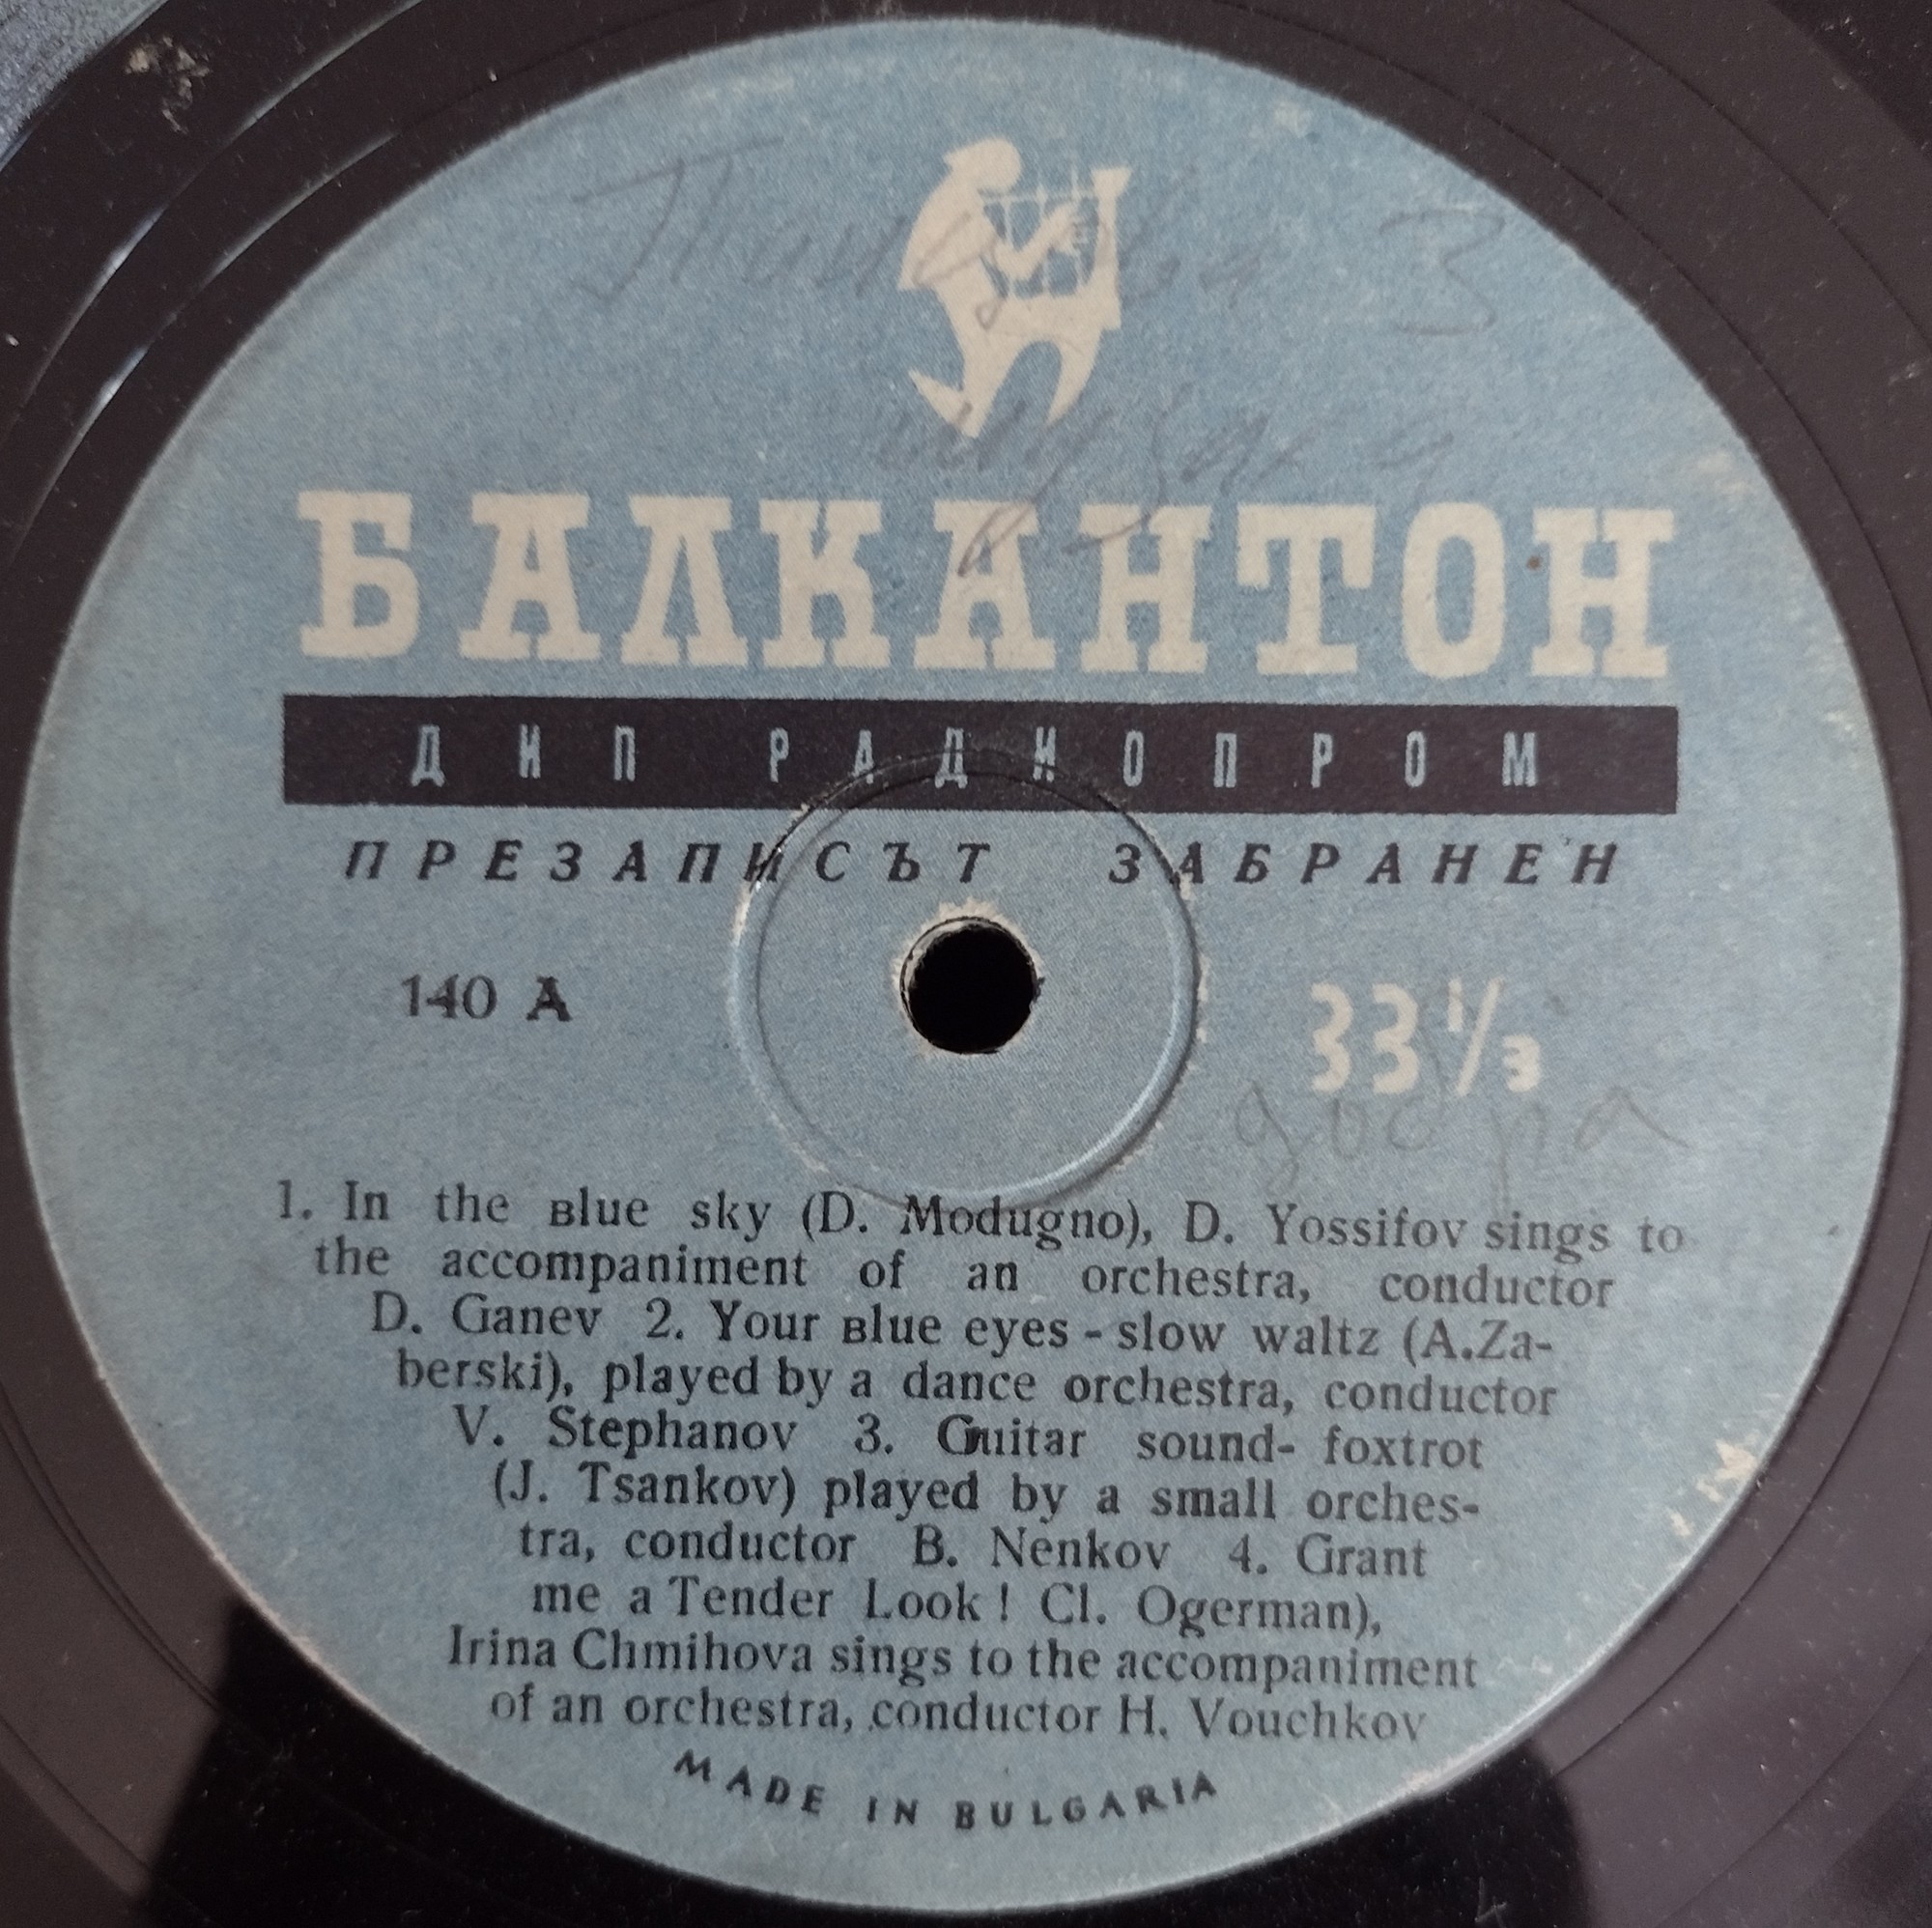 БАЛКАНТОН
ДИП РАДИОПРОМ
ПРЕЗАПИСЪТ ЗАБРАНЕН
140 A
33 1/3
добра
1. In the вlue sky (D. Modugno), D. Yossifov sings to
the accompaniment of an orchestra, conductor
D. Ganev 2. Your вlue eyes - slow waltz (A.Za-
berski), played by a dance orchestra, conductor
V. Stephanov 3. Guitar sound- foxtrot
(J. Tsankov) played by a small orches-
tra, conductor B. Nenkov 4. Grant
me a Tender Look! Cl. Ogerman),
Irina Chmihova sings to the accompaniment
of an orchestra, conductor H. Vouchkov
MADE IN BULGARIA